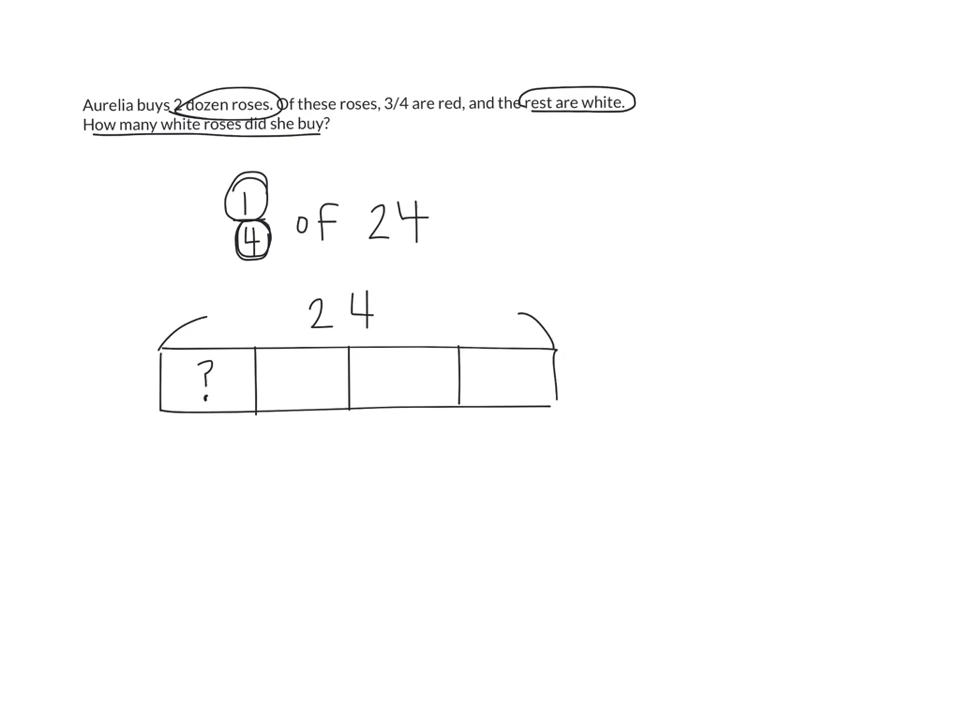 Aurelia buys 2 dozen roses. Of these roses, 3/4 are red, and the rest are white.
How many white roses did she buy?
1
4 of 24
24
?